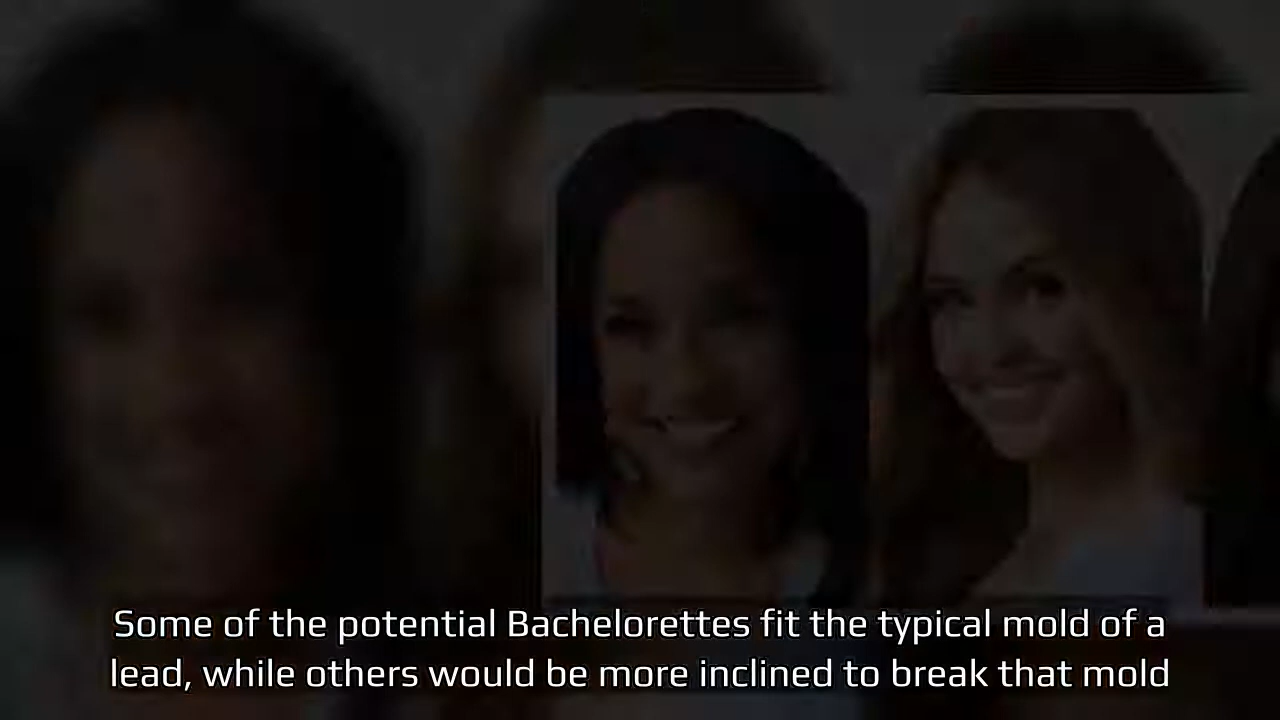 Some of the potential Bachelorettes fit the typical mold of a
lead, while others would be more inclined to break that mold